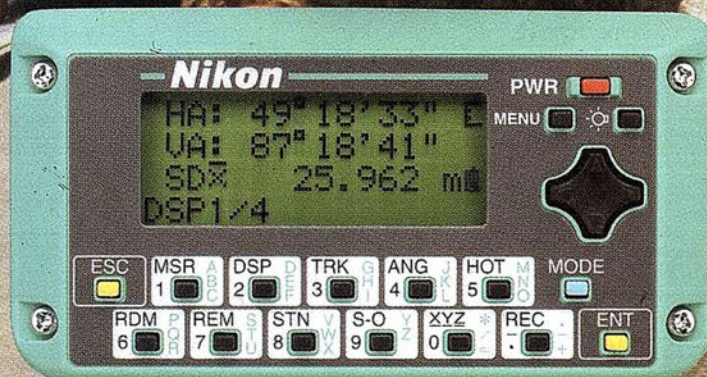 Nikon
PWR
HA: 49°18'33" E
MENU
VA: 87°18'41"
SDX̅ 25.962 m
DSP1/4
ESC
MSR ABC 1
DSP DEF 2
TRK GHI 3
ANG JKL 4
HOT MNO 5
MODE
RDM PQR 6
REM STU 7
STN VWX 8
S-O YZ 9
XYZ */= 0
REC .+ -.
ENT